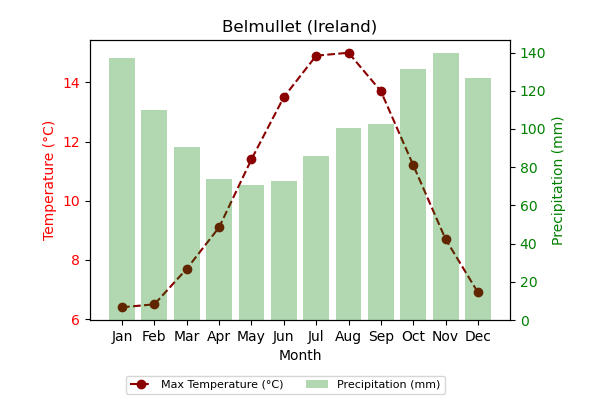 Belmullet (Ireland)
Temperature (°C)
14
12
10
8
6
140
120
100
80
60
40
20
0
Precipitation (mm)
Jan Feb Mar Apr May Jun Jul Aug Sep Oct Nov Dec
Month
Max Temperature (°C) Precipitation (mm)